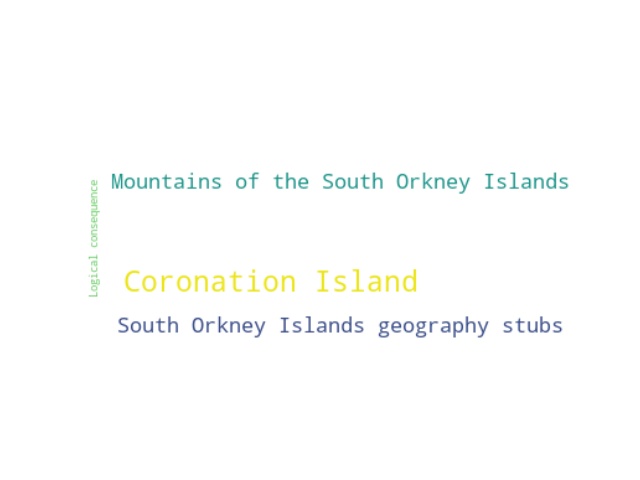 Mountains of the South Orkney Islands
Logical consequence
Coronation Island
South Orkney Islands geography stubs